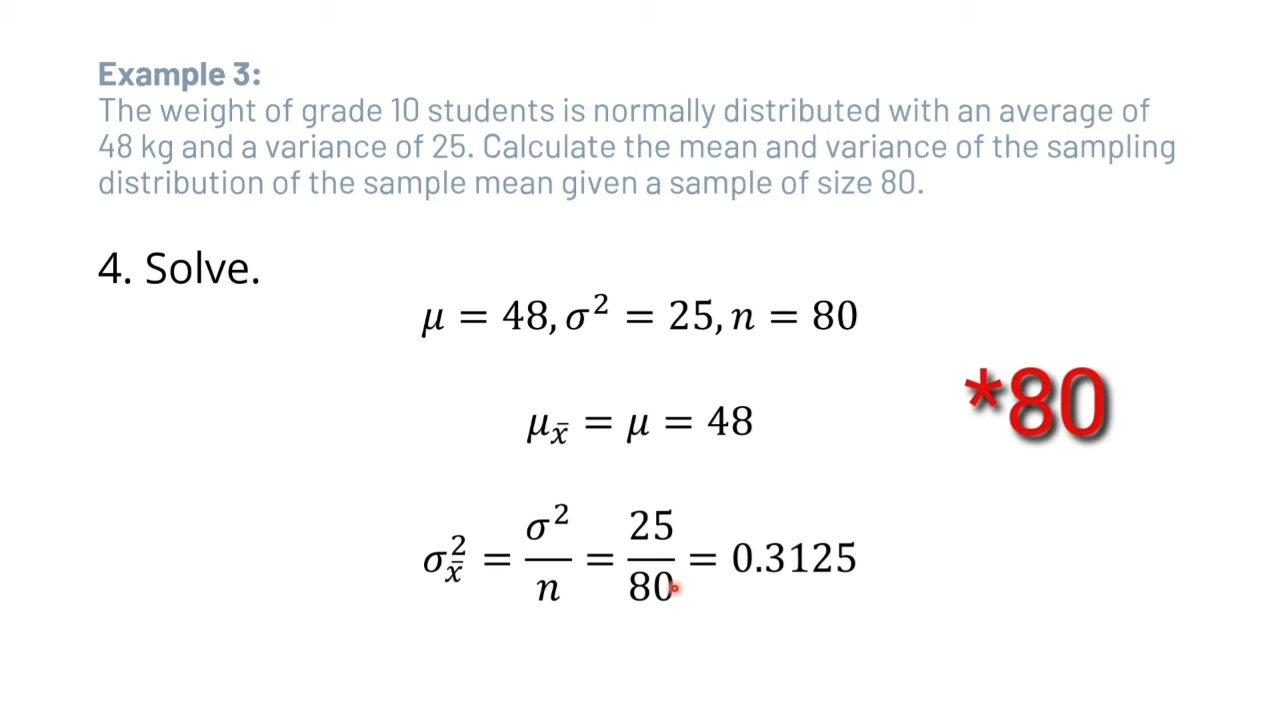 Example 3:
The weight of grade 10 students is normally distributed with an average of
48 kg and a variance of 25. Calculate the mean and variance of the sampling
distribution of the sample mean given a sample of size 80.
4. Solve.
μ = 48, σ² = 25, n = 80
*80
μ_x̄ = μ = 48
σ²_x̄ = σ²/n = 25/80 = 0.3125